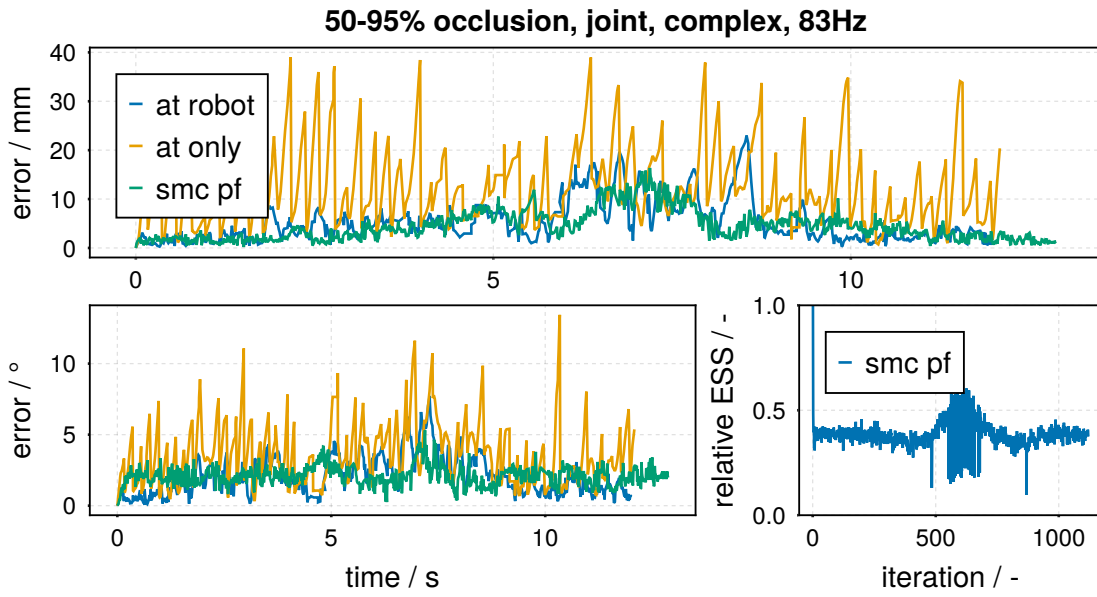 50-95% occlusion, joint, complex, 83Hz
error / mm
40
30
20
10
0
at robot
at only
smc pf
0
5
10
error / °
10
5
0
0
5
10
time / s
relative ESS / -
1.0
0.5
0.0
smc pf
0
500
1000
iteration / -